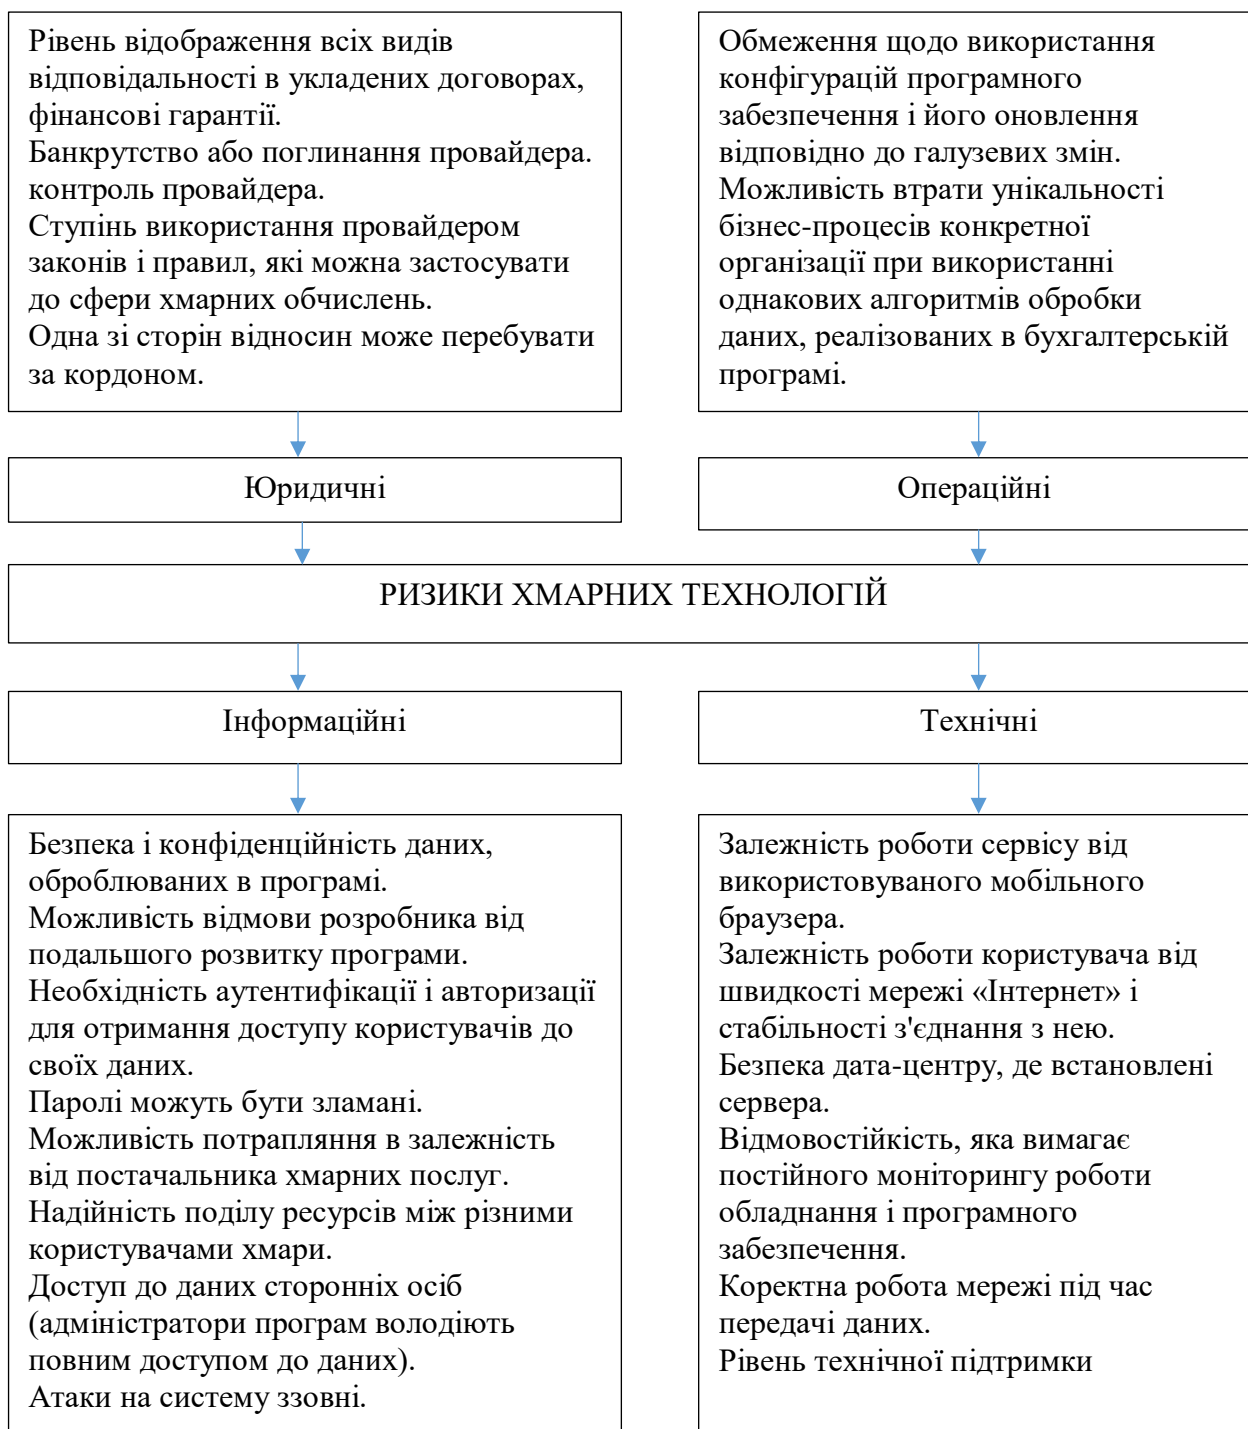 Рівень відображення всіх видів
відповідальності в укладених договорах,
фінансові гарантії.
Банкрутство або поглинання провайдера.
контроль провайдера.
Ступінь використання провайдером
законів і правил, які можна застосувати
до сфери хмарних обчислень.
Одна зі сторін відносин може перебувати
за кордоном.
Обмеження щодо використання
конфігурацій програмного
забезпечення і його оновлення
відповідно до галузевих змін.
Можливість втрати унікальності
бізнес-процесів конкретної
організації при використанні
однакових алгоритмів обробки
даних, реалізованих в бухгалтерській
програмі.
Юридичні
Операційні
РИЗИКИ ХМАРНИХ ТЕХНОЛОГІЙ
Інформаційні
Технічні
Безпека і конфіденційність даних,
оброблюваних в програмі.
Можливість відмови розробника від
подальшого розвитку програми.
Необхідність аутентифікації і авторизації
для отримання доступу користувачів до
своїх даних.
Паролі можуть бути зламані.
Можливість потрапляння в залежність
від постачальника хмарних послуг.
Надійність поділу ресурсів між різними
користувачами хмари.
Доступ до даних сторонніх осіб
(адміністратори програм володіють
повним доступом до даних).
Атаки на систему ззовні.
Залежність роботи сервісу від
використовуваного мобільного
браузера.
Залежність роботи користувача від
швидкості мережі «Інтернет» і
стабільності з'єднання з нею.
Безпека дата-центру, де встановлені
сервера.
Відмовостійкість, яка вимагає
постійного моніторингу роботи
обладнання і програмного
забезпечення.
Коректна робота мережі під час
передачі даних.
Рівень технічної підтримки